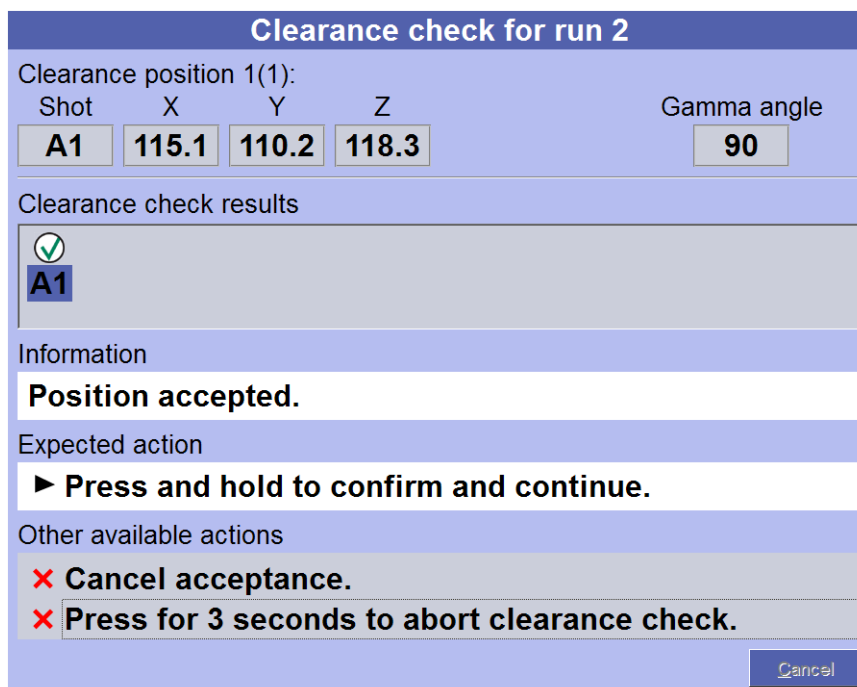 Clearance check for run 2
Clearance position 1(1):
Shot X Y Z Gamma angle
A1 115.1 110.2 118.3 90
Clearance check results
A1
Information
Position accepted.
Expected action
Press and hold to confirm and continue.
Other available actions
Cancel acceptance.
Press for 3 seconds to abort clearance check.
Cancel